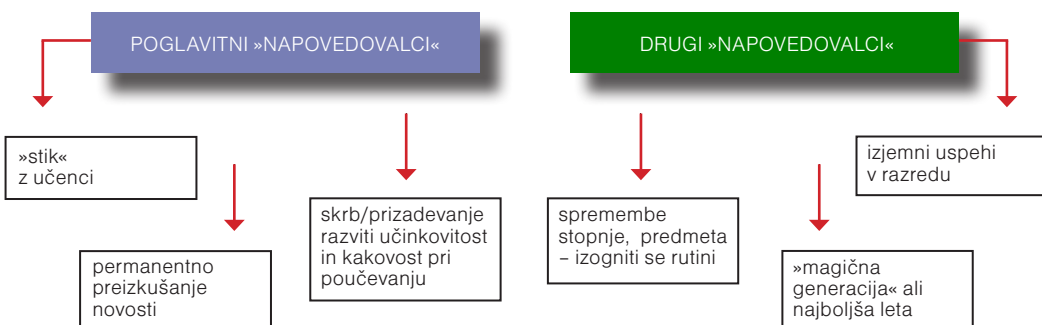 POGLAVITNI »NAPOVEDOVALCI«
DRUGI »NAPOVEDOVALCI«
»stik«
z učenci
permanentno
preizkušanje
novosti
skrb/prizadevanje
razviti učinkovitost
in kakovost pri
poučevanju
spremembe
stopnje, predmeta
– izogniti se rutini
»magična
generacija« ali
najboljša leta
izjemni uspehi
v razredu